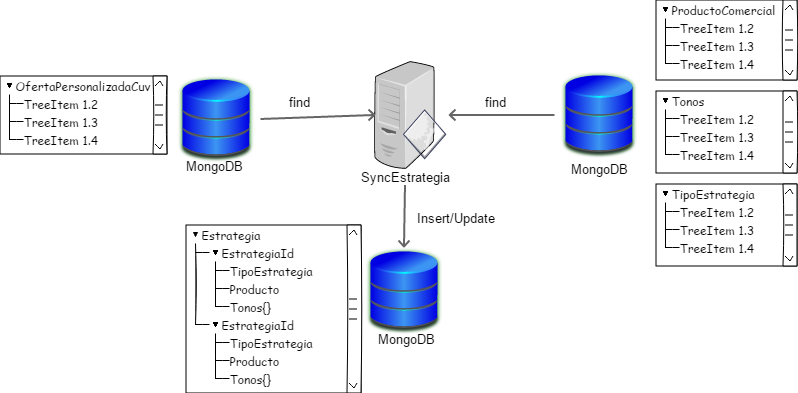 OfertaPersonalizadaCuv
TreeItem 1.2
TreeItem 1.3
TreeItem 1.4
MongoDB
find
SyncEstrategia
find
MongoDB
ProductoComercial
TreeItem 1.2
TreeItem 1.3
TreeItem 1.4
Tonos
TreeItem 1.2
TreeItem 1.3
TreeItem 1.4
TipoEstrategia
TreeItem 1.2
TreeItem 1.3
TreeItem 1.4
Insert/Update
Estrategia
EstrategiaId
TipoEstrategia
Producto
Tonos{}
EstrategiaId
TipoEstrategia
Producto
Tonos{}
MongoDB